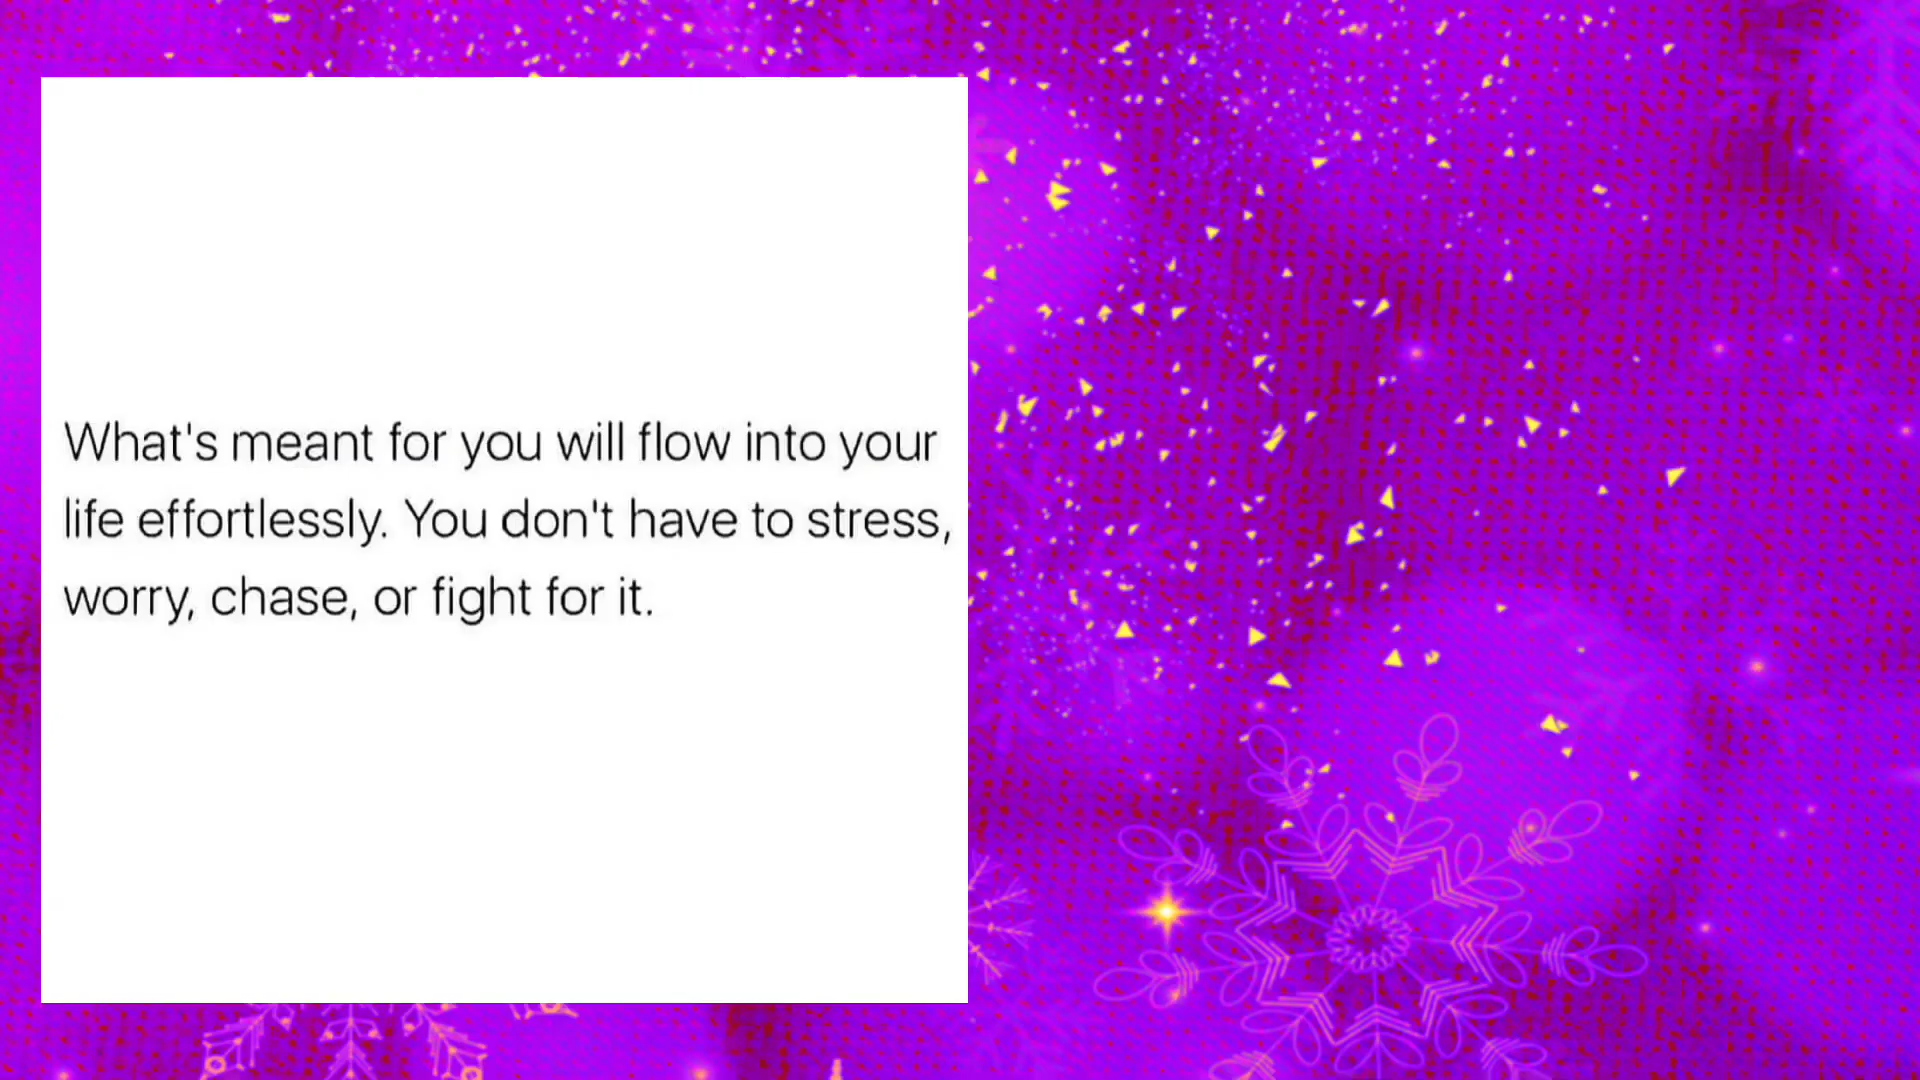 What's meant for you will flow into your
life effortlessly. You don't have to stress,
worry, chase, or fight for it.